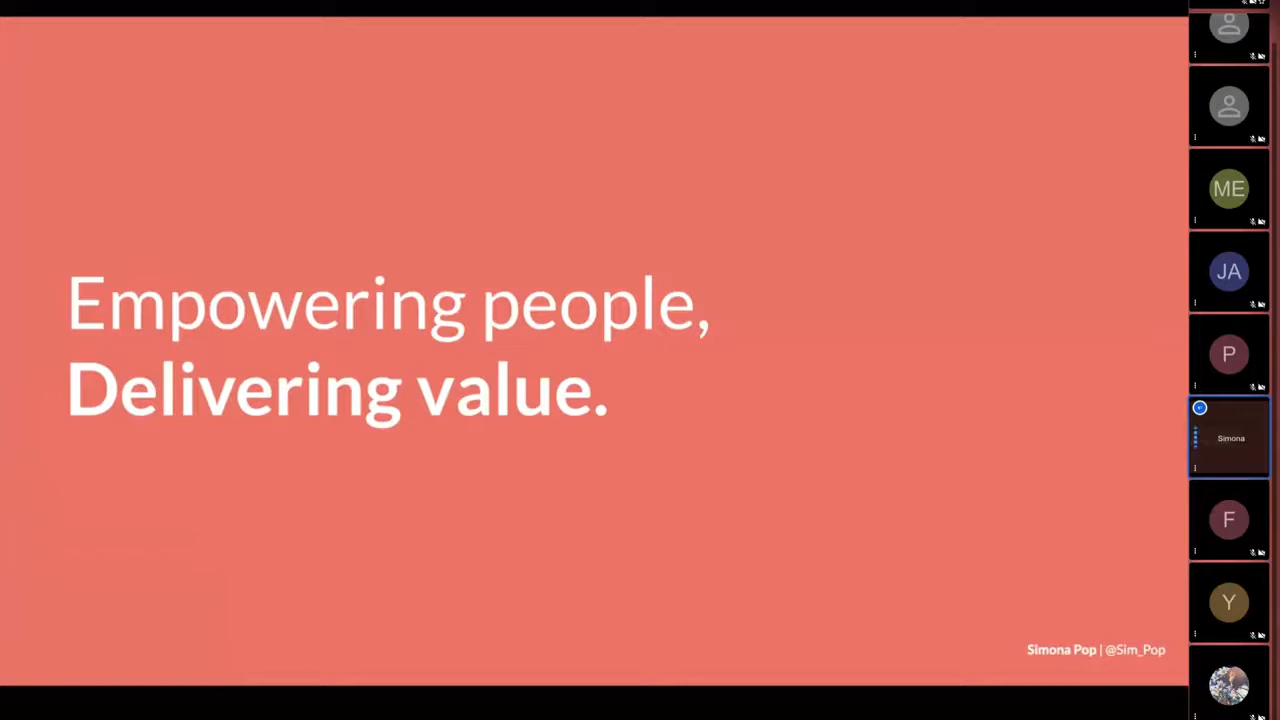 Empowering people,
Delivering value.
Simona Pop | @Sim_Pop
ME
JA
P
Simona
F
Y